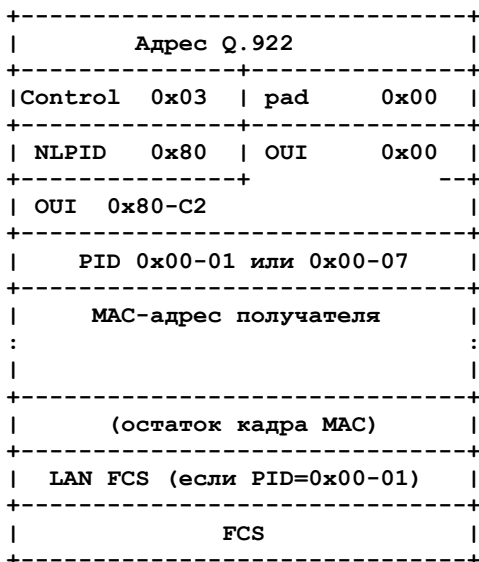 +-------------------------------+
|        Адрес Q.922            |
+---------------+---------------+
|Control  0x03  | pad     0x00  |
+---------------+---------------+
| NLPID   0x80  | OUI     0x00  |
+---------------+             --+
| OUI  0x80-C2                  |
+-------------------------------+
|    PID 0x00-01 или 0x00-07    |
+-------------------------------+
|     MAC-адрес получателя      |
:                               :
|                               |
+-------------------------------+
|      (остаток кадра MAC)      |
+-------------------------------+
|  LAN FCS (если PID=0x00-01)   |
+-------------------------------+
|              FCS              |
+-------------------------------+